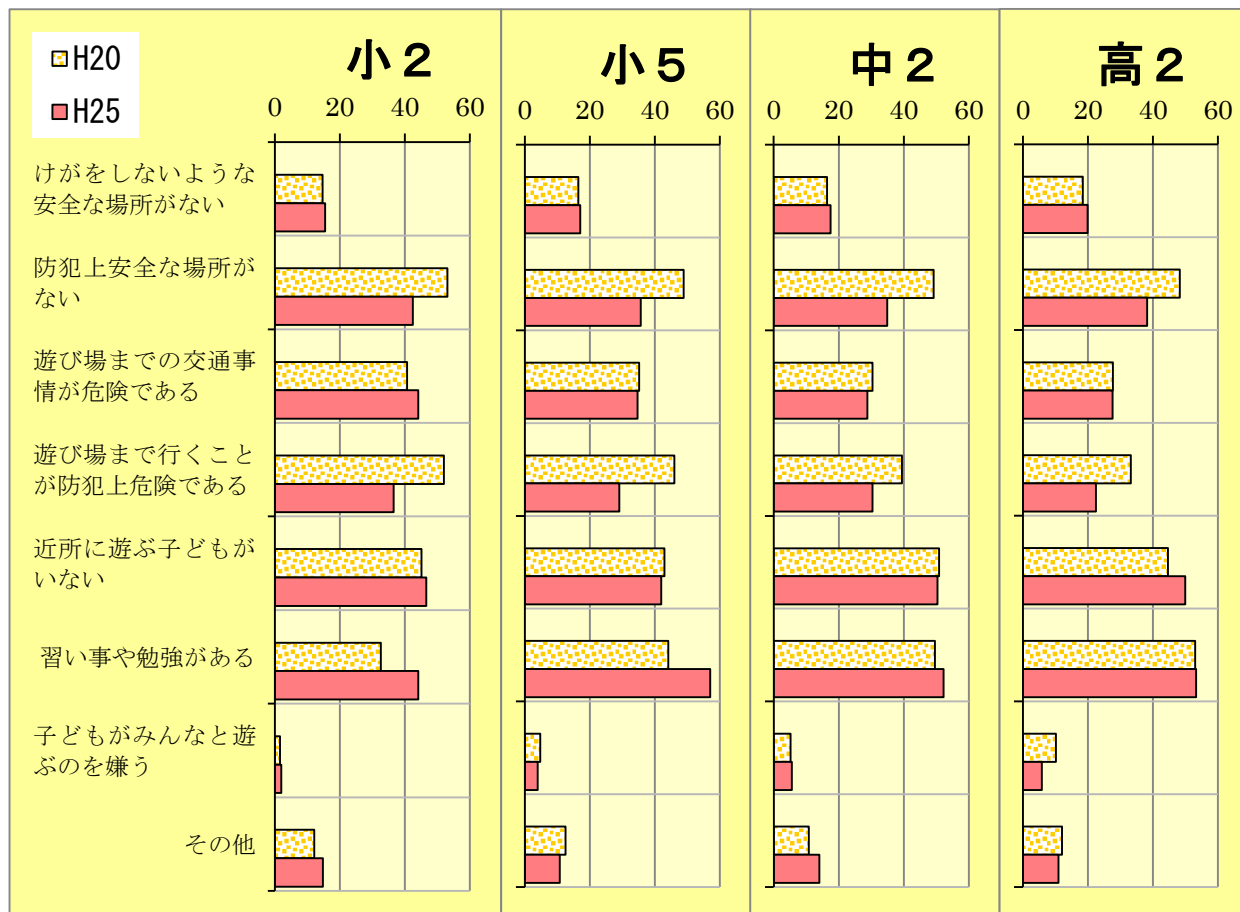 H20
H25
小２
小５
中２
高２
0 20 40 60
0 20 40 60
0 20 40 60
0 20 40 60
けがをしないような
安全な場所がない
防犯上安全な場所が
ない
遊び場までの交通事
情が危険である
遊び場まで行くこと
が防犯上危険である
近所に遊ぶ子どもが
いない
習い事や勉強がある
子どもがみんなと遊
ぶのを嫌う
その他